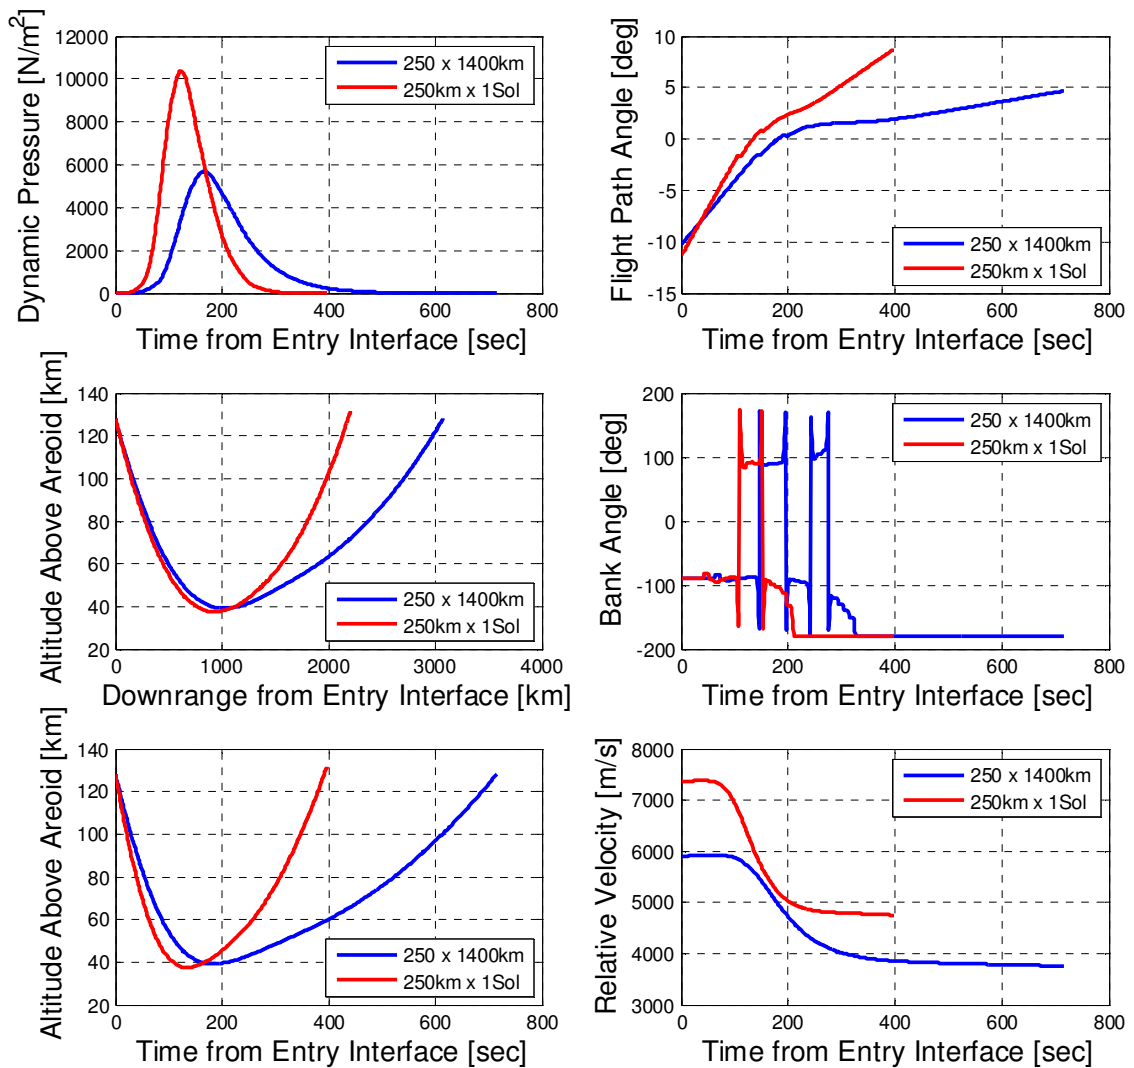 Dynamic Pressure [N/m²]
12000
10000
8000
6000
4000
2000
0
250 x 1400km
250km x 1Sol
0 200 400 600 800
Time from Entry Interface [sec]
Flight Path Angle [deg]
10
5
0
-5
-10
-15
250 x 1400km
250km x 1Sol
0 200 400 600 800
Time from Entry Interface [sec]
Altitude Above Areoid [km]
140
120
100
80
60
40
20
250 x 1400km
250km x 1Sol
0 1000 2000 3000 4000
Downrange from Entry Interface [km]
Bank Angle [deg]
200
100
0
-100
-200
250 x 1400km
250km x 1Sol
0 200 400 600 800
Time from Entry Interface [sec]
Altitude Above Areoid [km]
140
120
100
80
60
40
20
250 x 1400km
250km x 1Sol
0 200 400 600 800
Time from Entry Interface [sec]
Relative Velocity [m/s]
8000
7000
6000
5000
4000
3000
250 x 1400km
250km x 1Sol
0 200 400 600 800
Time from Entry Interface [sec]